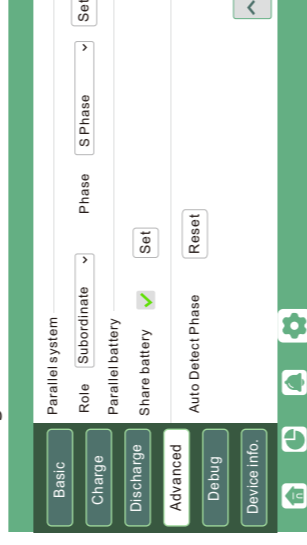 Basic
Charge
Discharge
Advanced
Debug
Device info.
Parallel system
Role Subordinate Phase S Phase Set
Parallel battery
Share battery Set
Auto Detect Phase Reset